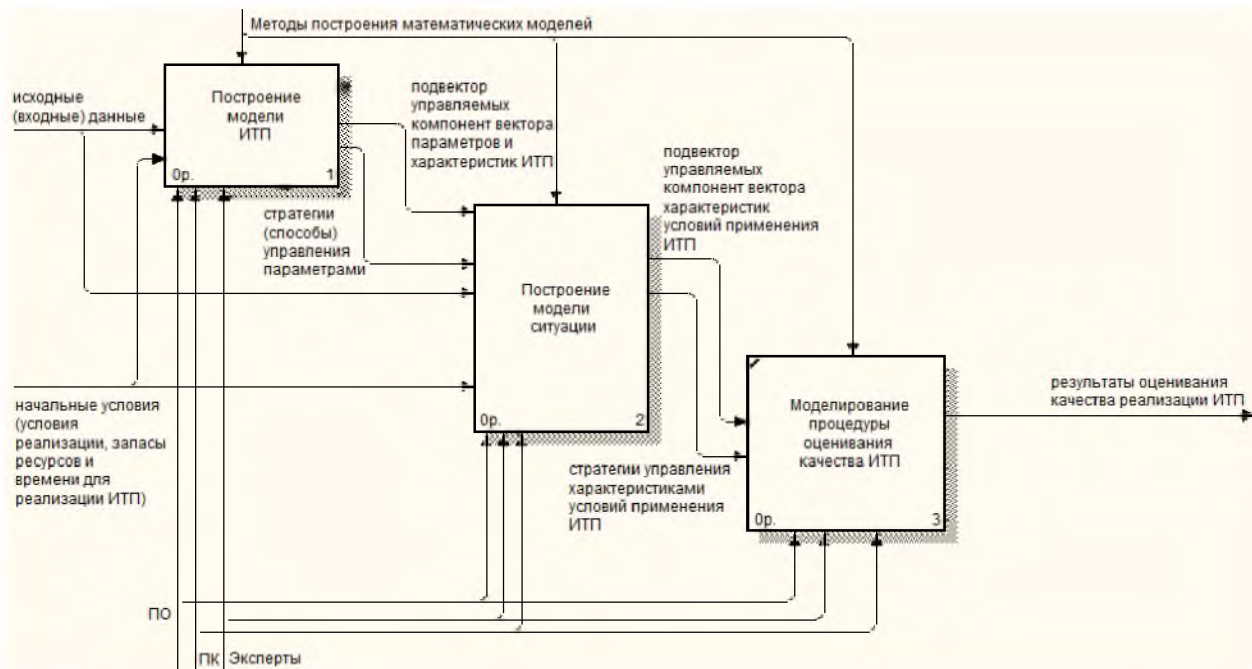 Методы построения математических моделей
исходные
(входные) данные
Построение
модели
ИТП
0р.
1
подвектор
управляемых
компонент вектора
параметров и
характеристик ИТП
стратегии
(способы)
управления
параметрами
подвектор
управляемых
компонент вектора
характеристик
условий применения
ИТП
Построение
модели
ситуации
0р.
2
начальные условия
(условия
реализации, запасы
ресурсов и
времени для
реализации ИТП)
стратегии управления
характеристиками
условий применения
ИТП
Моделирование
процедуры
оценивания
качества ИТП
0р.
3
результаты оценивания
качества реализации ИТП
ПО
ПК
Эксперты